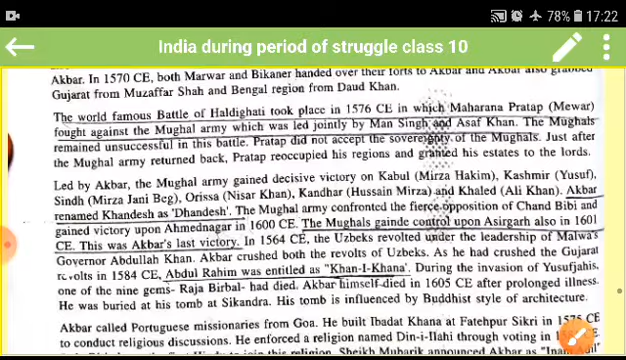 78% 17:22
India during period of struggle class 10
Akbar. In 1570 CE, both Marwar and Bikaner handed over their forts to Akbar and Akbar also grabbed
Gujarat from Muzaffar Shah and Bengal region from Daud Khan.
The world famous Battle of Haldighati took place in 1576 CE in which Maharana Pratap (Mewar)
fought against the Mughal army which was led jointly by Man Singh and Asaf Khan. The Mughals
remained unsuccessful in this battle. Pratap did not accept the sovereignty of the Mughals. Just after
the Mughal army returned back, Pratap reoccupied his regions and granted his estates to the lords.
Led by Akbar, the Mughal army gained decisive victory on Kabul (Mirza Hakim), Kashmir (Yusuf),
Sindh (Mirza Jani Beg), Orissa (Nisar Khan), Kandhar (Hussain Mirza) and Khaled (Ali Khan). Akbar
renamed Khandesh as 'Dhandesh'. The Mughal army confronted the fierce opposition of Chand Bibi and
gained victory upon Ahmednagar in 1600 CE. The Mughals gainde control upon Asirgarh also in 1601
CE. This was Akbar's last victory. In 1564 CE, the Uzbeks revolted under the leadership of Malwa's
Governor Abdullah Khan. Akbar crushed both the revolts of Uzbeks. As he had crushed the Gujarat
revolts in 1584 CE, Abdul Rahim was entitled as "Khan-I-Khana". During the invasion of Yusufjahis,
one of the nine gems- Raja Birbal- had died. Akbar himself died in 1605 CE after prolonged illness.
He was buried at his tomb at Sikandra. His tomb is influenced by Buddhist style of architecture.
Akbar called Portuguese missionaries from Goa. He built Ibadat Khana at Fatehpur Sikri in 1575 CE
to conduct religious discussions. He enforced a religion named Din-i-Ilahi through voting in
to join this religion. Sheikh Mubarik announced Akbar as